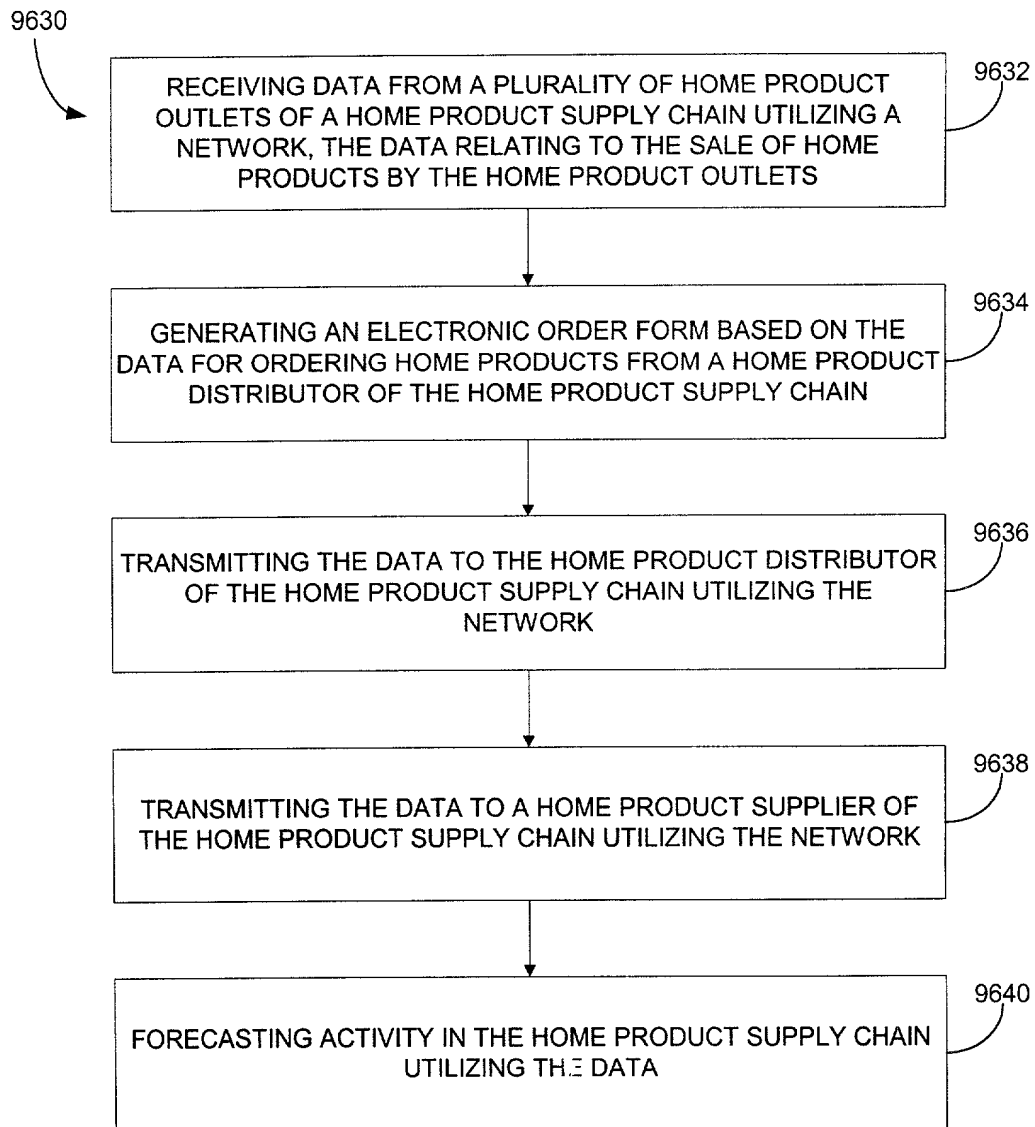 9630
9632
RECEIVING DATA FROM A PLURALITY OF HOME PRODUCT
OUTLETS OF A HOME PRODUCT SUPPLY CHAIN UTILIZING A
NETWORK, THE DATA RELATING TO THE SALE OF HOME
PRODUCTS BY THE HOME PRODUCT OUTLETS
9634
GENERATING AN ELECTRONIC ORDER FORM BASED ON THE
DATA FOR ORDERING HOME PRODUCTS FROM A HOME PRODUCT
DISTRIBUTOR OF THE HOME PRODUCT SUPPLY CHAIN
9636
TRANSMITTING THE DATA TO THE HOME PRODUCT DISTRIBUTOR
OF THE HOME PRODUCT SUPPLY CHAIN UTILIZING THE
NETWORK
9638
TRANSMITTING THE DATA TO A HOME PRODUCT SUPPLIER OF
THE HOME PRODUCT SUPPLY CHAIN UTILIZING THE NETWORK
9640
FORECASTING ACTIVITY IN THE HOME PRODUCT SUPPLY CHAIN
UTILIZING THE DATA